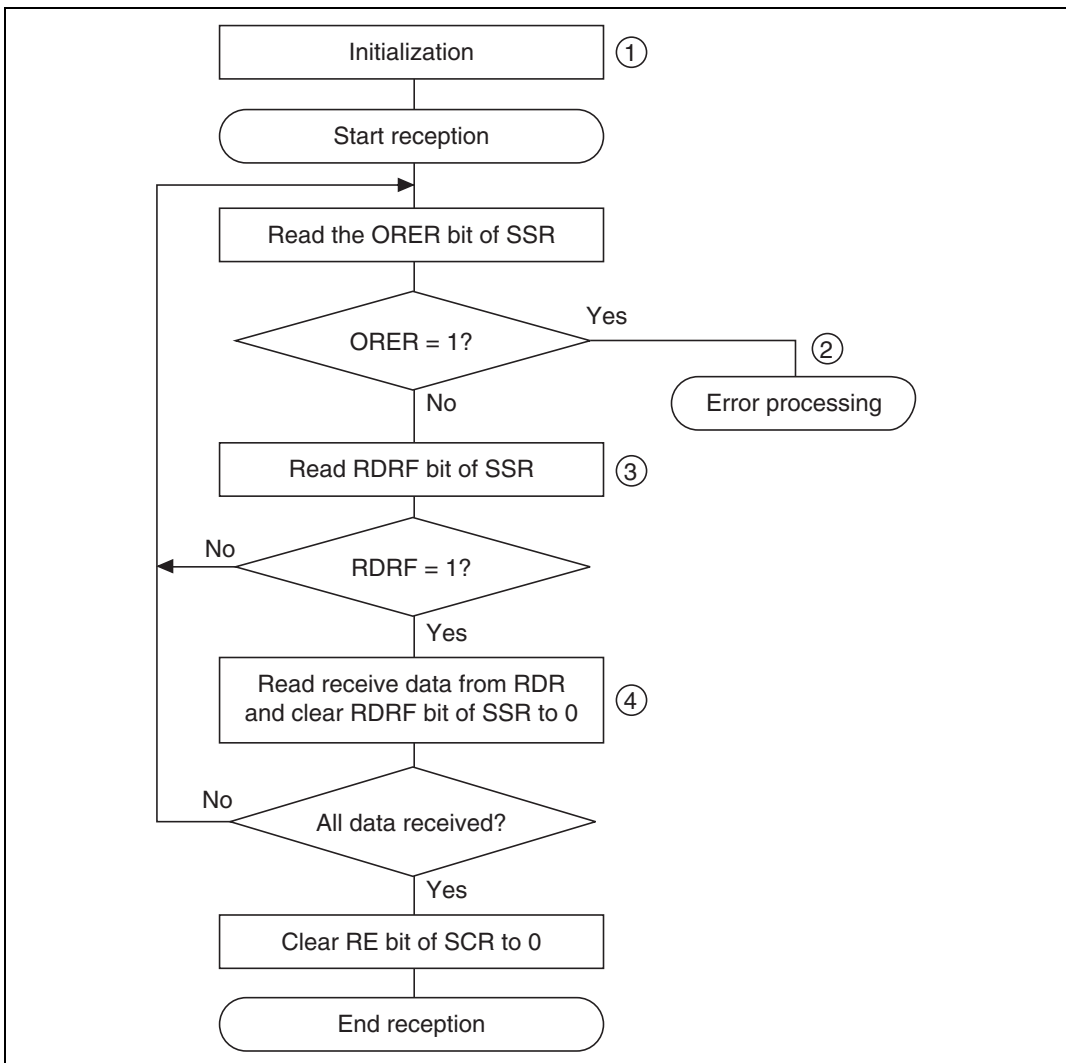 Initialization
①
Start reception
Read the ORER bit of SSR
ORER = 1?
Yes
②
Error processing
No
Read RDRF bit of SSR
③
No
RDRF = 1?
Yes
Read receive data from RDR
and clear RDRF bit of SSR to 0
④
No
All data received?
Yes
Clear RE bit of SCR to 0
End reception